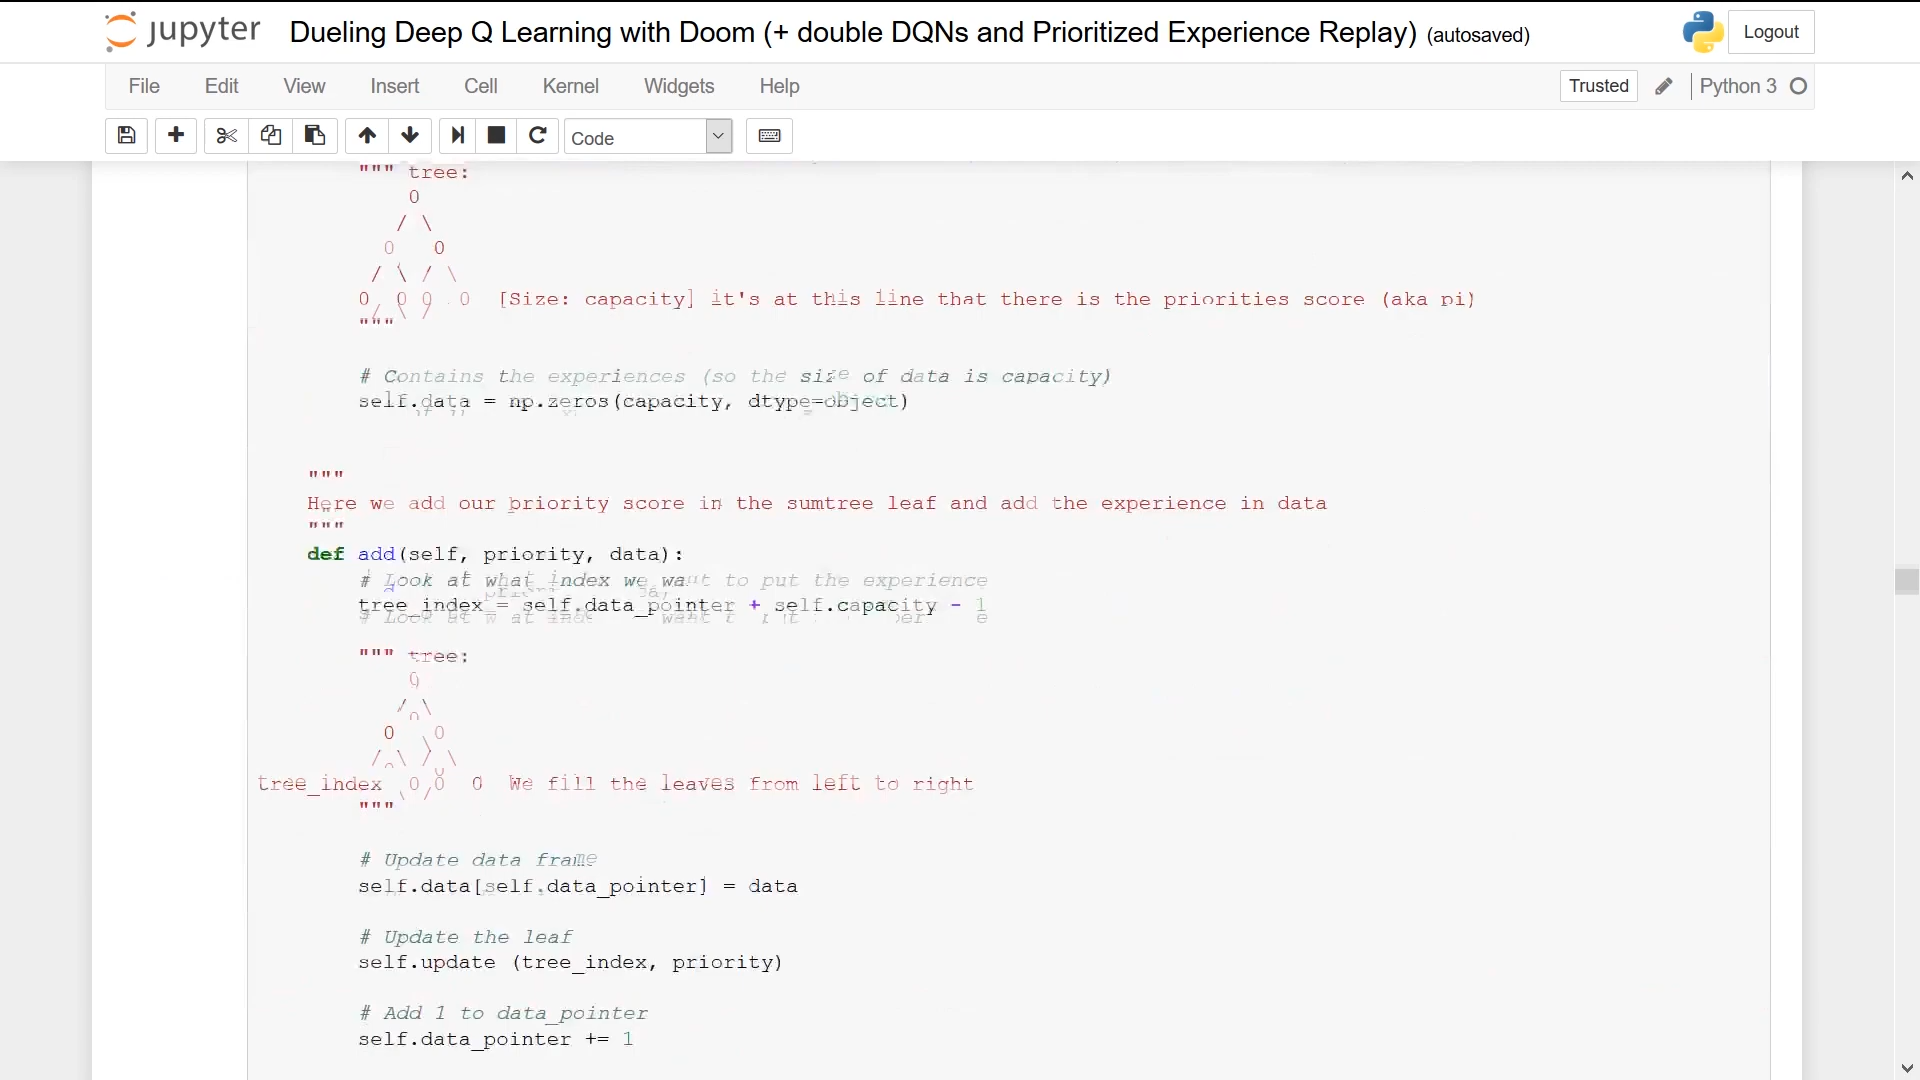 jupyter Dueling Deep Q Learning with Doom (+ double DQNs and Prioritized Experience Replay) (autosaved) Logout
File Edit View Insert Cell Kernel Widgets Help Trusted Python 3
Code
""" tree:
0
/ \
0 0
/ \ / \
0 0 0 0 [Size: capacity] it's at this line that there is the priorities score (aka pi)
"""
# Contains the experiences (so the size of data is capacity)
self.data = np.zeros(capacity, dtype=object)
"""
Here we add our priority score in the sumtree leaf and add the experience in data
"""
def add(self, priority, data):
# Look at what index we want to put the experience
tree_index = self.data_pointer + self.capacity - 1
""" tree:
0
/ \
0 0
/ \ / \
tree_index 0 0 0 We fill the leaves from left to right
"""
# Update data frame
self.data[self.data_pointer] = data
# Update the leaf
self.update (tree_index, priority)
# Add 1 to data_pointer
self.data_pointer += 1